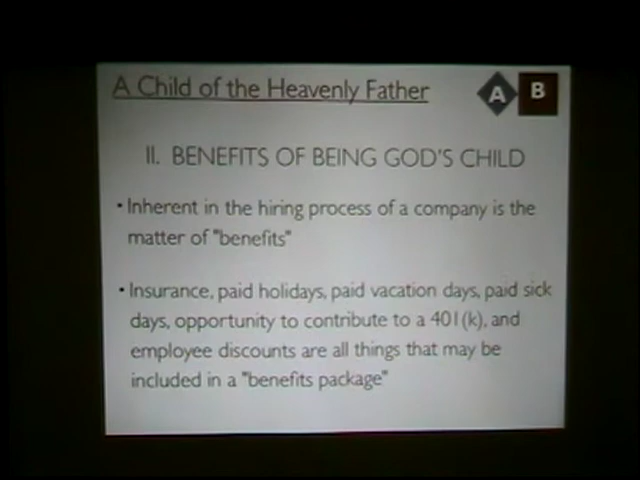 A Child of the Heavenly Father
A B
II. BENEFITS OF BEING GOD'S CHILD
• Inherent in the hiring process of a company is the
matter of "benefits"
• Insurance, paid holidays, paid vacation days, paid sick
days, opportunity to contribute to a 401(k), and
employee discounts are all things that may be
included in a "benefits package"